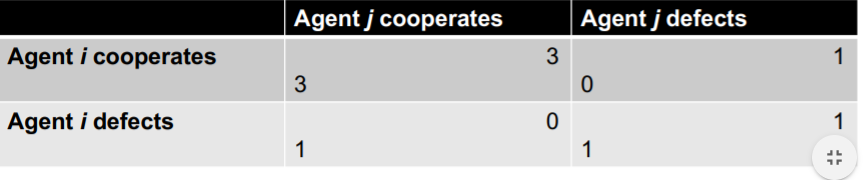 Agent j cooperates Agent j defects
Agent i cooperates 3 1
3 0
Agent i defects 0 1
1 1